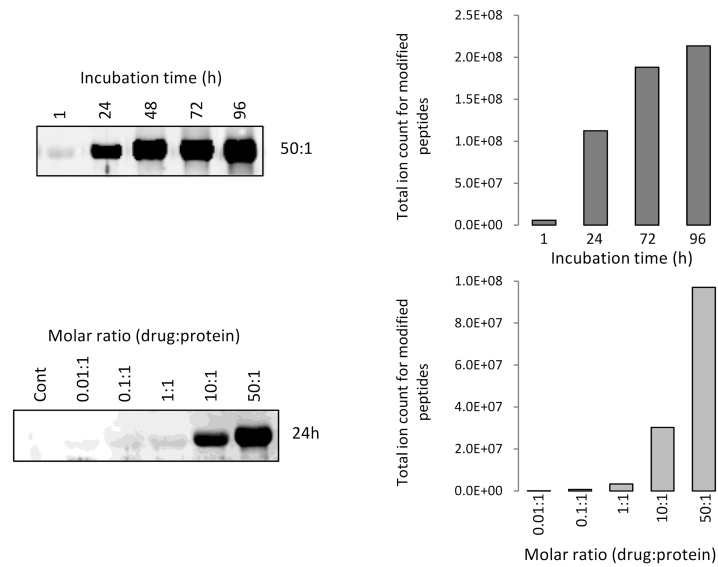 Incubation time (h)
1 24 48 72 96
50:1
Total ion count for modified
peptides
2.5E+08
2.0E+08
1.5E+08
1.0E+08
5.0E+07
0.0E+00
1 24 72 96
Incubation time (h)
Molar ratio (drug:protein)
Cont 0.01:1 0.1:1 1:1 10:1 50:1
24h
Total ion count for modified
peptides
1.0E+08
8.0E+07
6.0E+07
4.0E+07
2.0E+07
0.0E+00
0.01:1 0.1:1 1:1 10:1 50:1
Molar ratio (drug:protein)